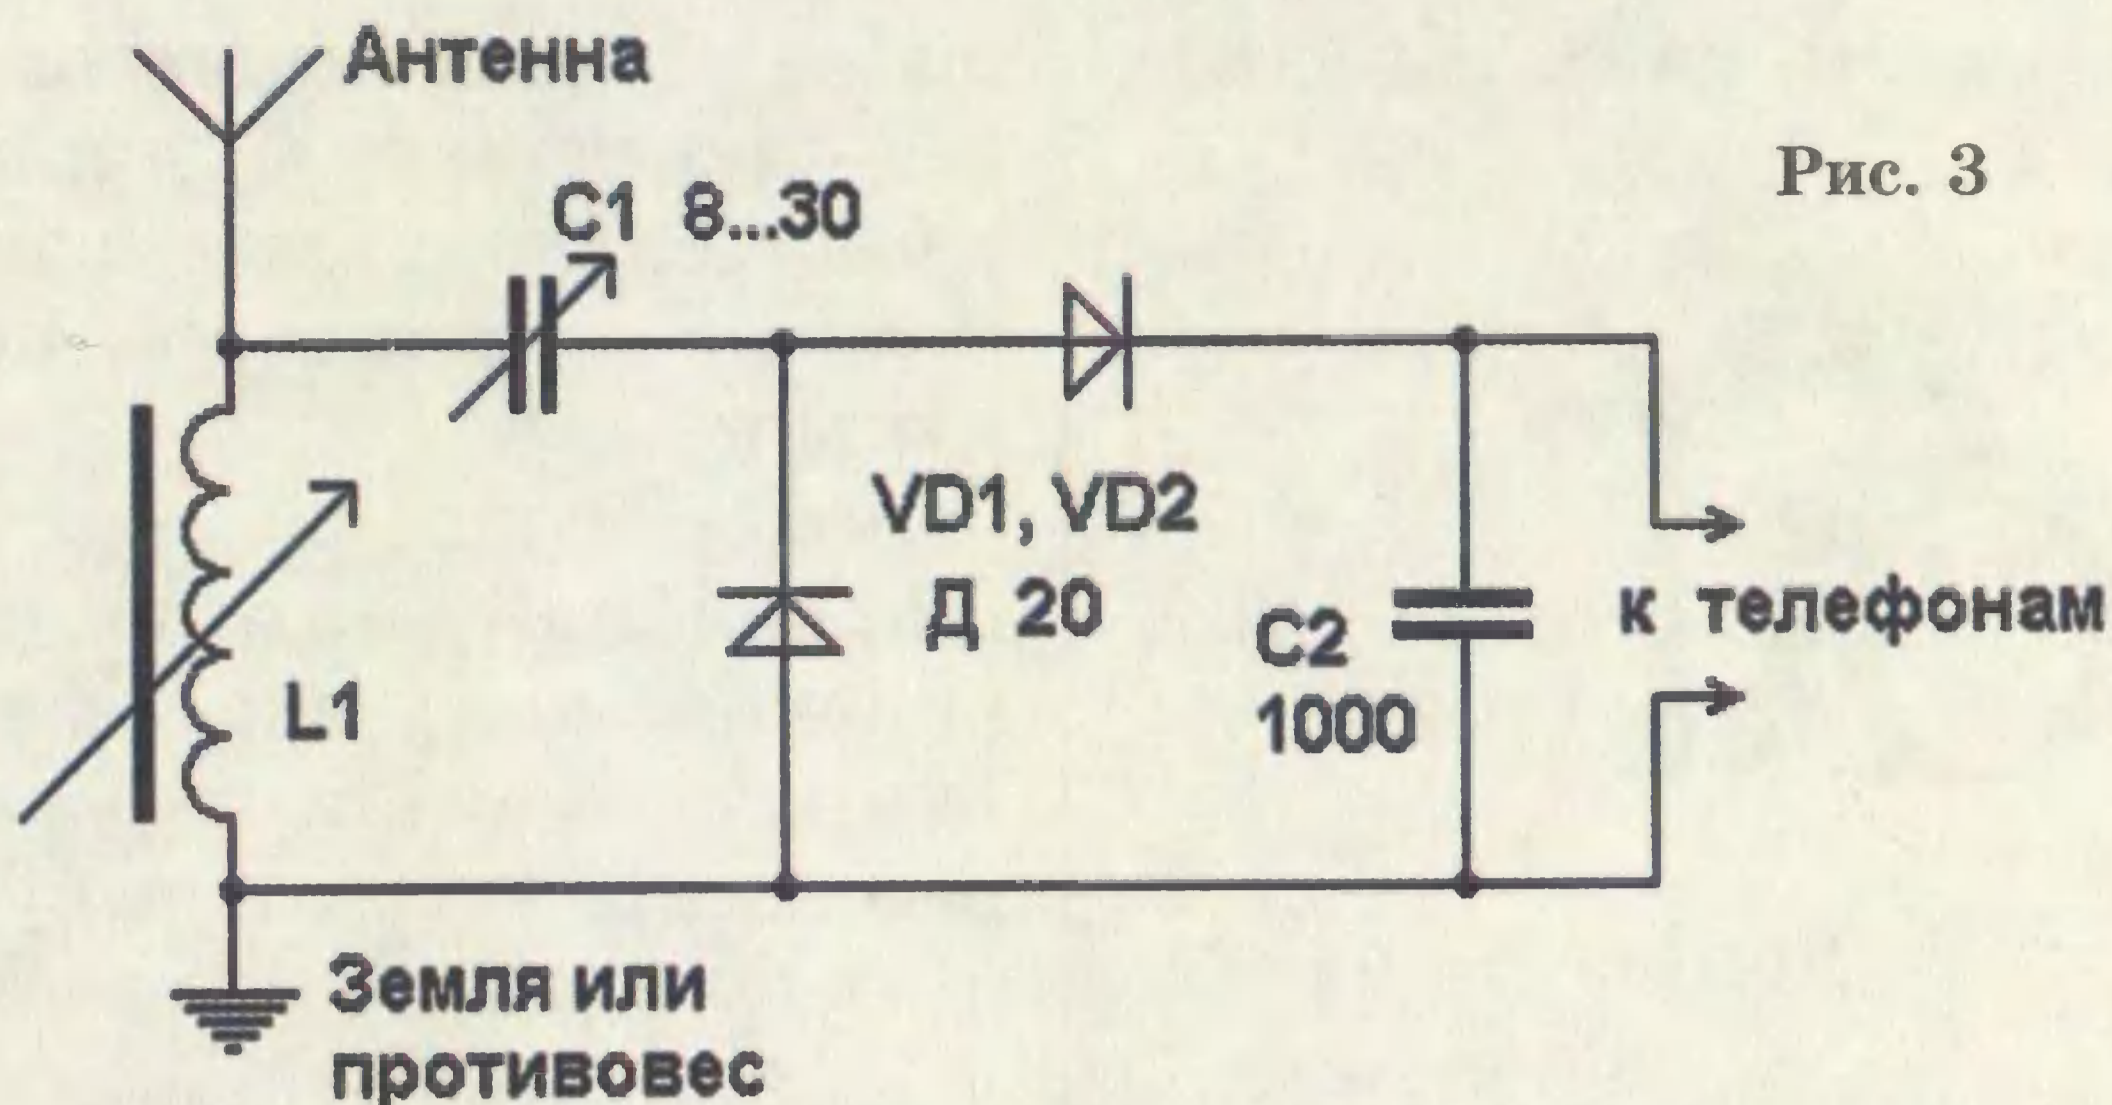 Антенна
Рис. 3
C1 8...30
VD1, VD2
Д 20
C2
1000
к телефонам
L1
Земля или
противовес